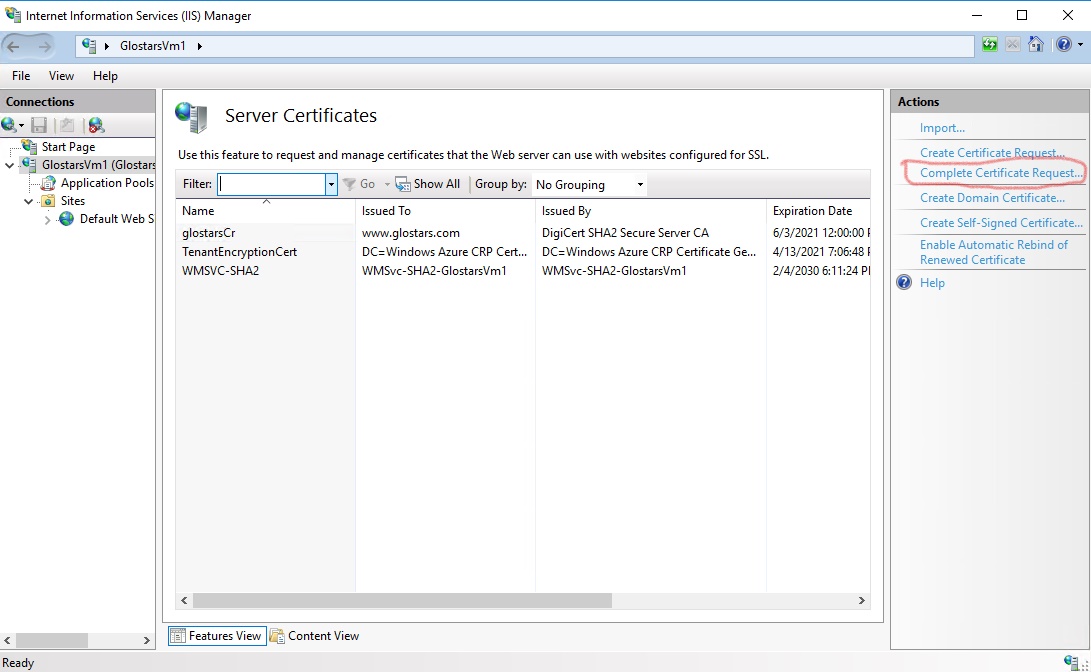 Internet Information Services (IIS) Manager
GlostarsVm1
File View Help
Connections
Start Page
GlostarsVm1 (Glostars
Application Pools
Sites
Default Web S
Server Certificates
Use this feature to request and manage certificates that the Web server can use with websites configured for SSL.
Filter: Go Show All Group by: No Grouping
Name Issued To Issued By Expiration Date
glostarsCr www.glostars.com DigiCert SHA2 Secure Server CA 6/3/2021 12:00:00
TenantEncryptionCert DC=Windows Azure CRP Cert... DC=Windows Azure CRP Certificate Ge... 4/13/2021 7:06:48
WMSVC-SHA2 WMSvc-SHA2-GlostarsVm1 WMSvc-SHA2-GlostarsVm1 2/4/2030 6:11:24
Features View Content View
Actions
Import...
Create Certificate Request...
Complete Certificate Request...
Create Domain Certificate...
Create Self-Signed Certificate...
Enable Automatic Rebind of
Renewed Certificate
Help
Ready